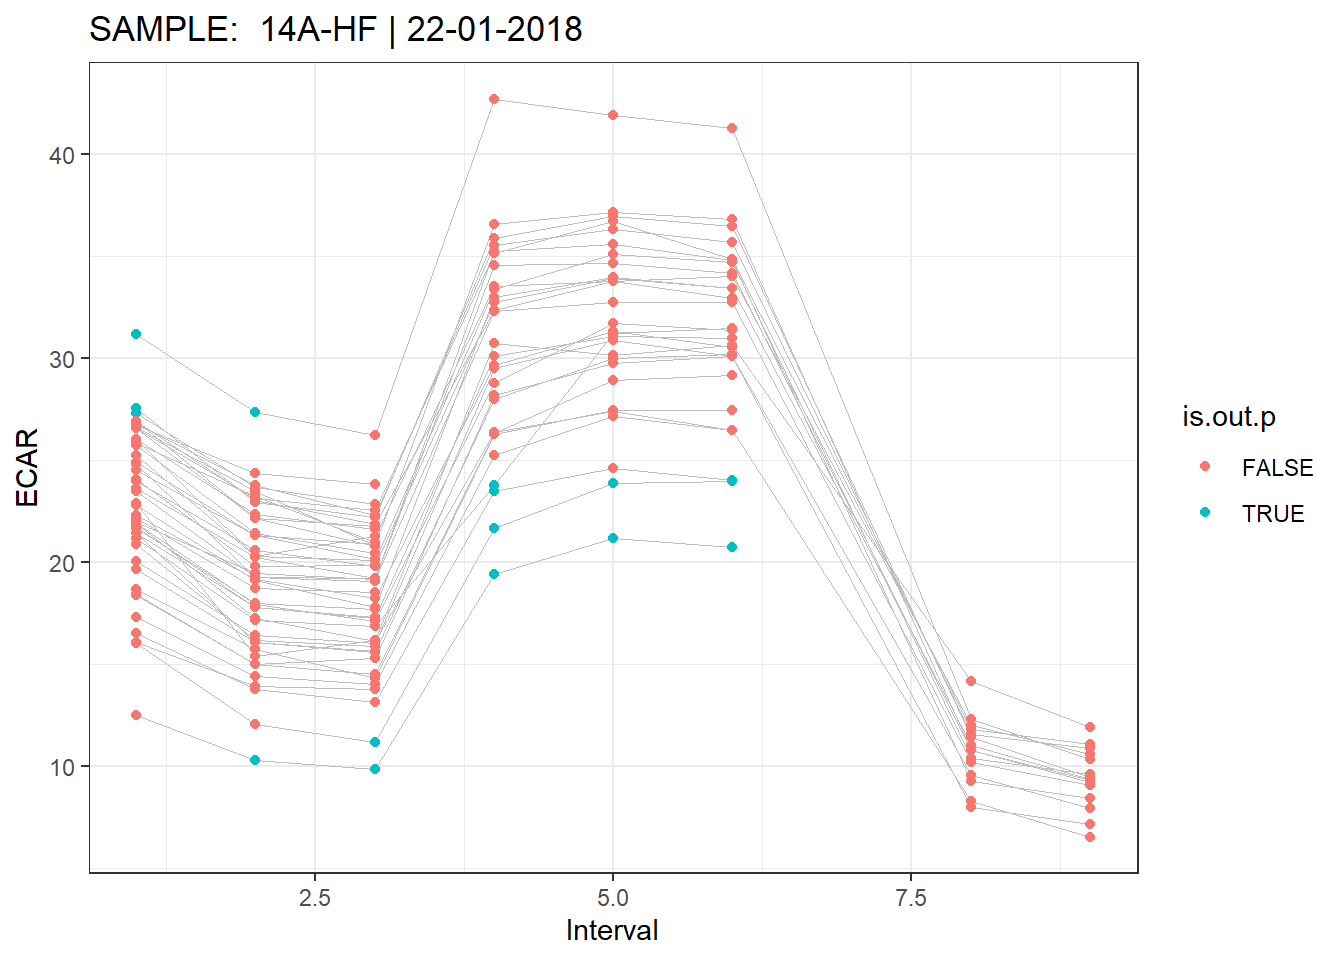 SAMPLE:  14A-HF | 22-01-2018
ECAR
40
30
20
10
2.5
5.0
7.5
Interval
is.out.p
FALSE
TRUE